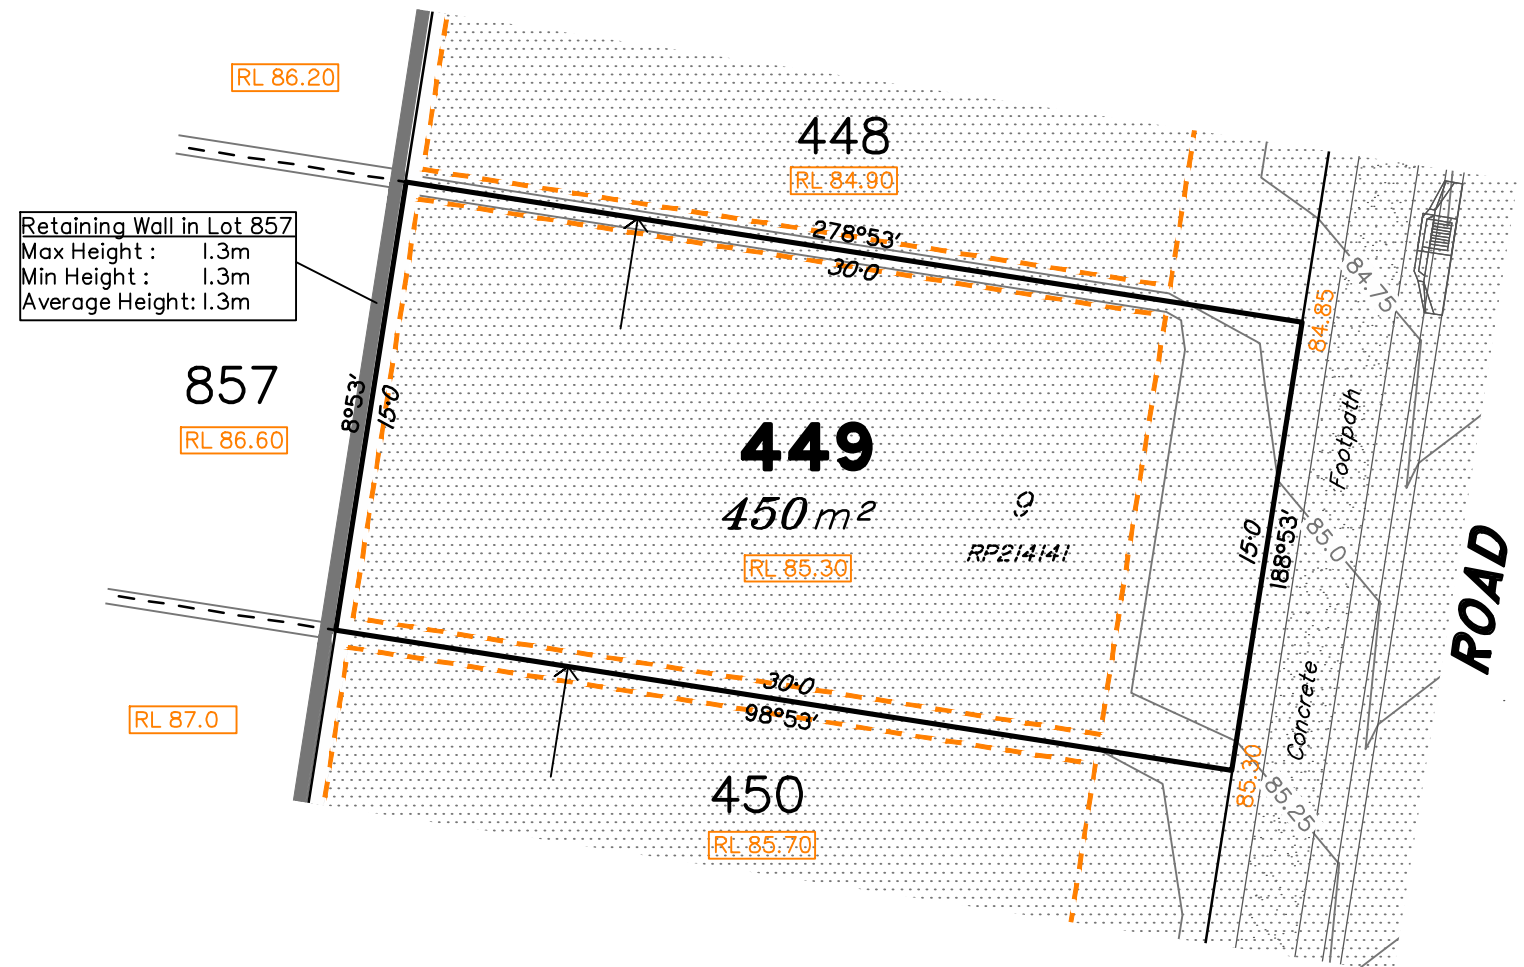 RL 86.20
448
RL 84.90
278°53'
30·0
Retaining Wall in Lot 857
Max Height : 1.3m
Min Height : 1.3m
Average Height: 1.3m
84.75
84.85
857
RL 86.60
8°53'
15·0
Footpath
449
450 m²
9
RP214141
RL 85.30
15·0
188°53'
85.0
ROAD
Concrete
30·0
98°53'
RL 87.0
85.30
85.25
450
RL 85.70